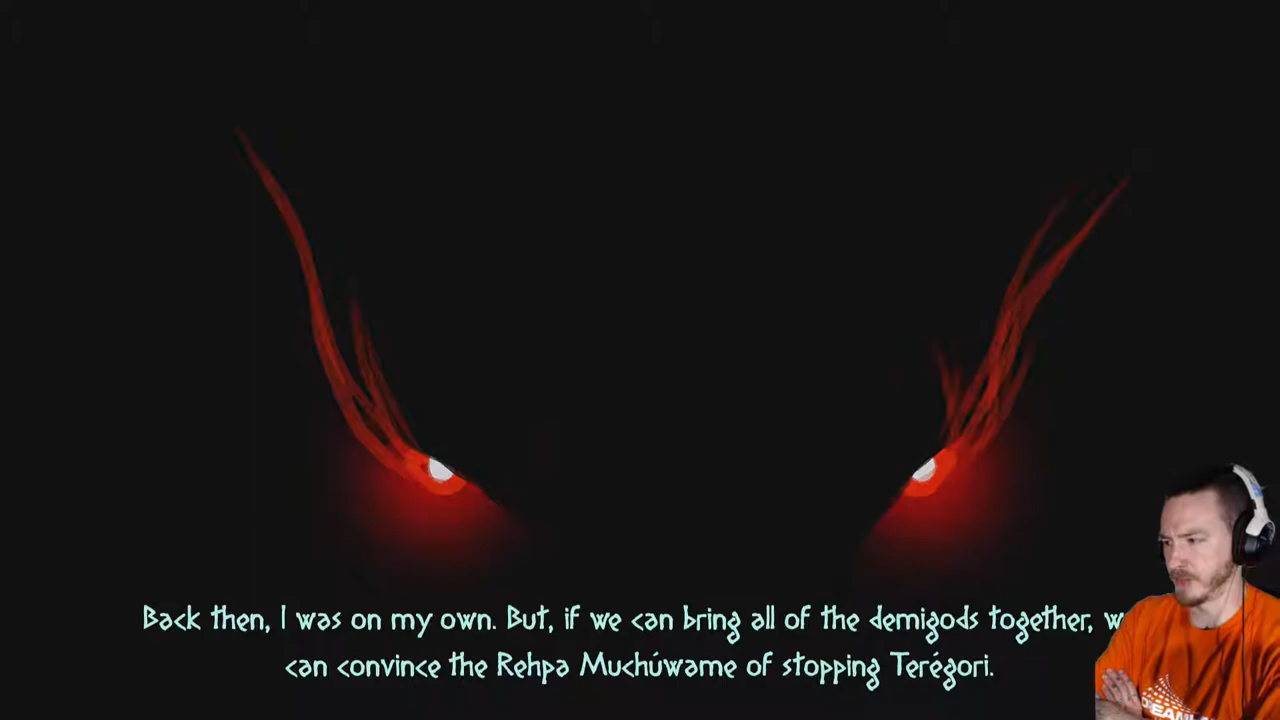 Back then, I was on my own. But, if we can bring all of the demigods together,
can convince the Rehpa Muchúwame of stopping Terégori.